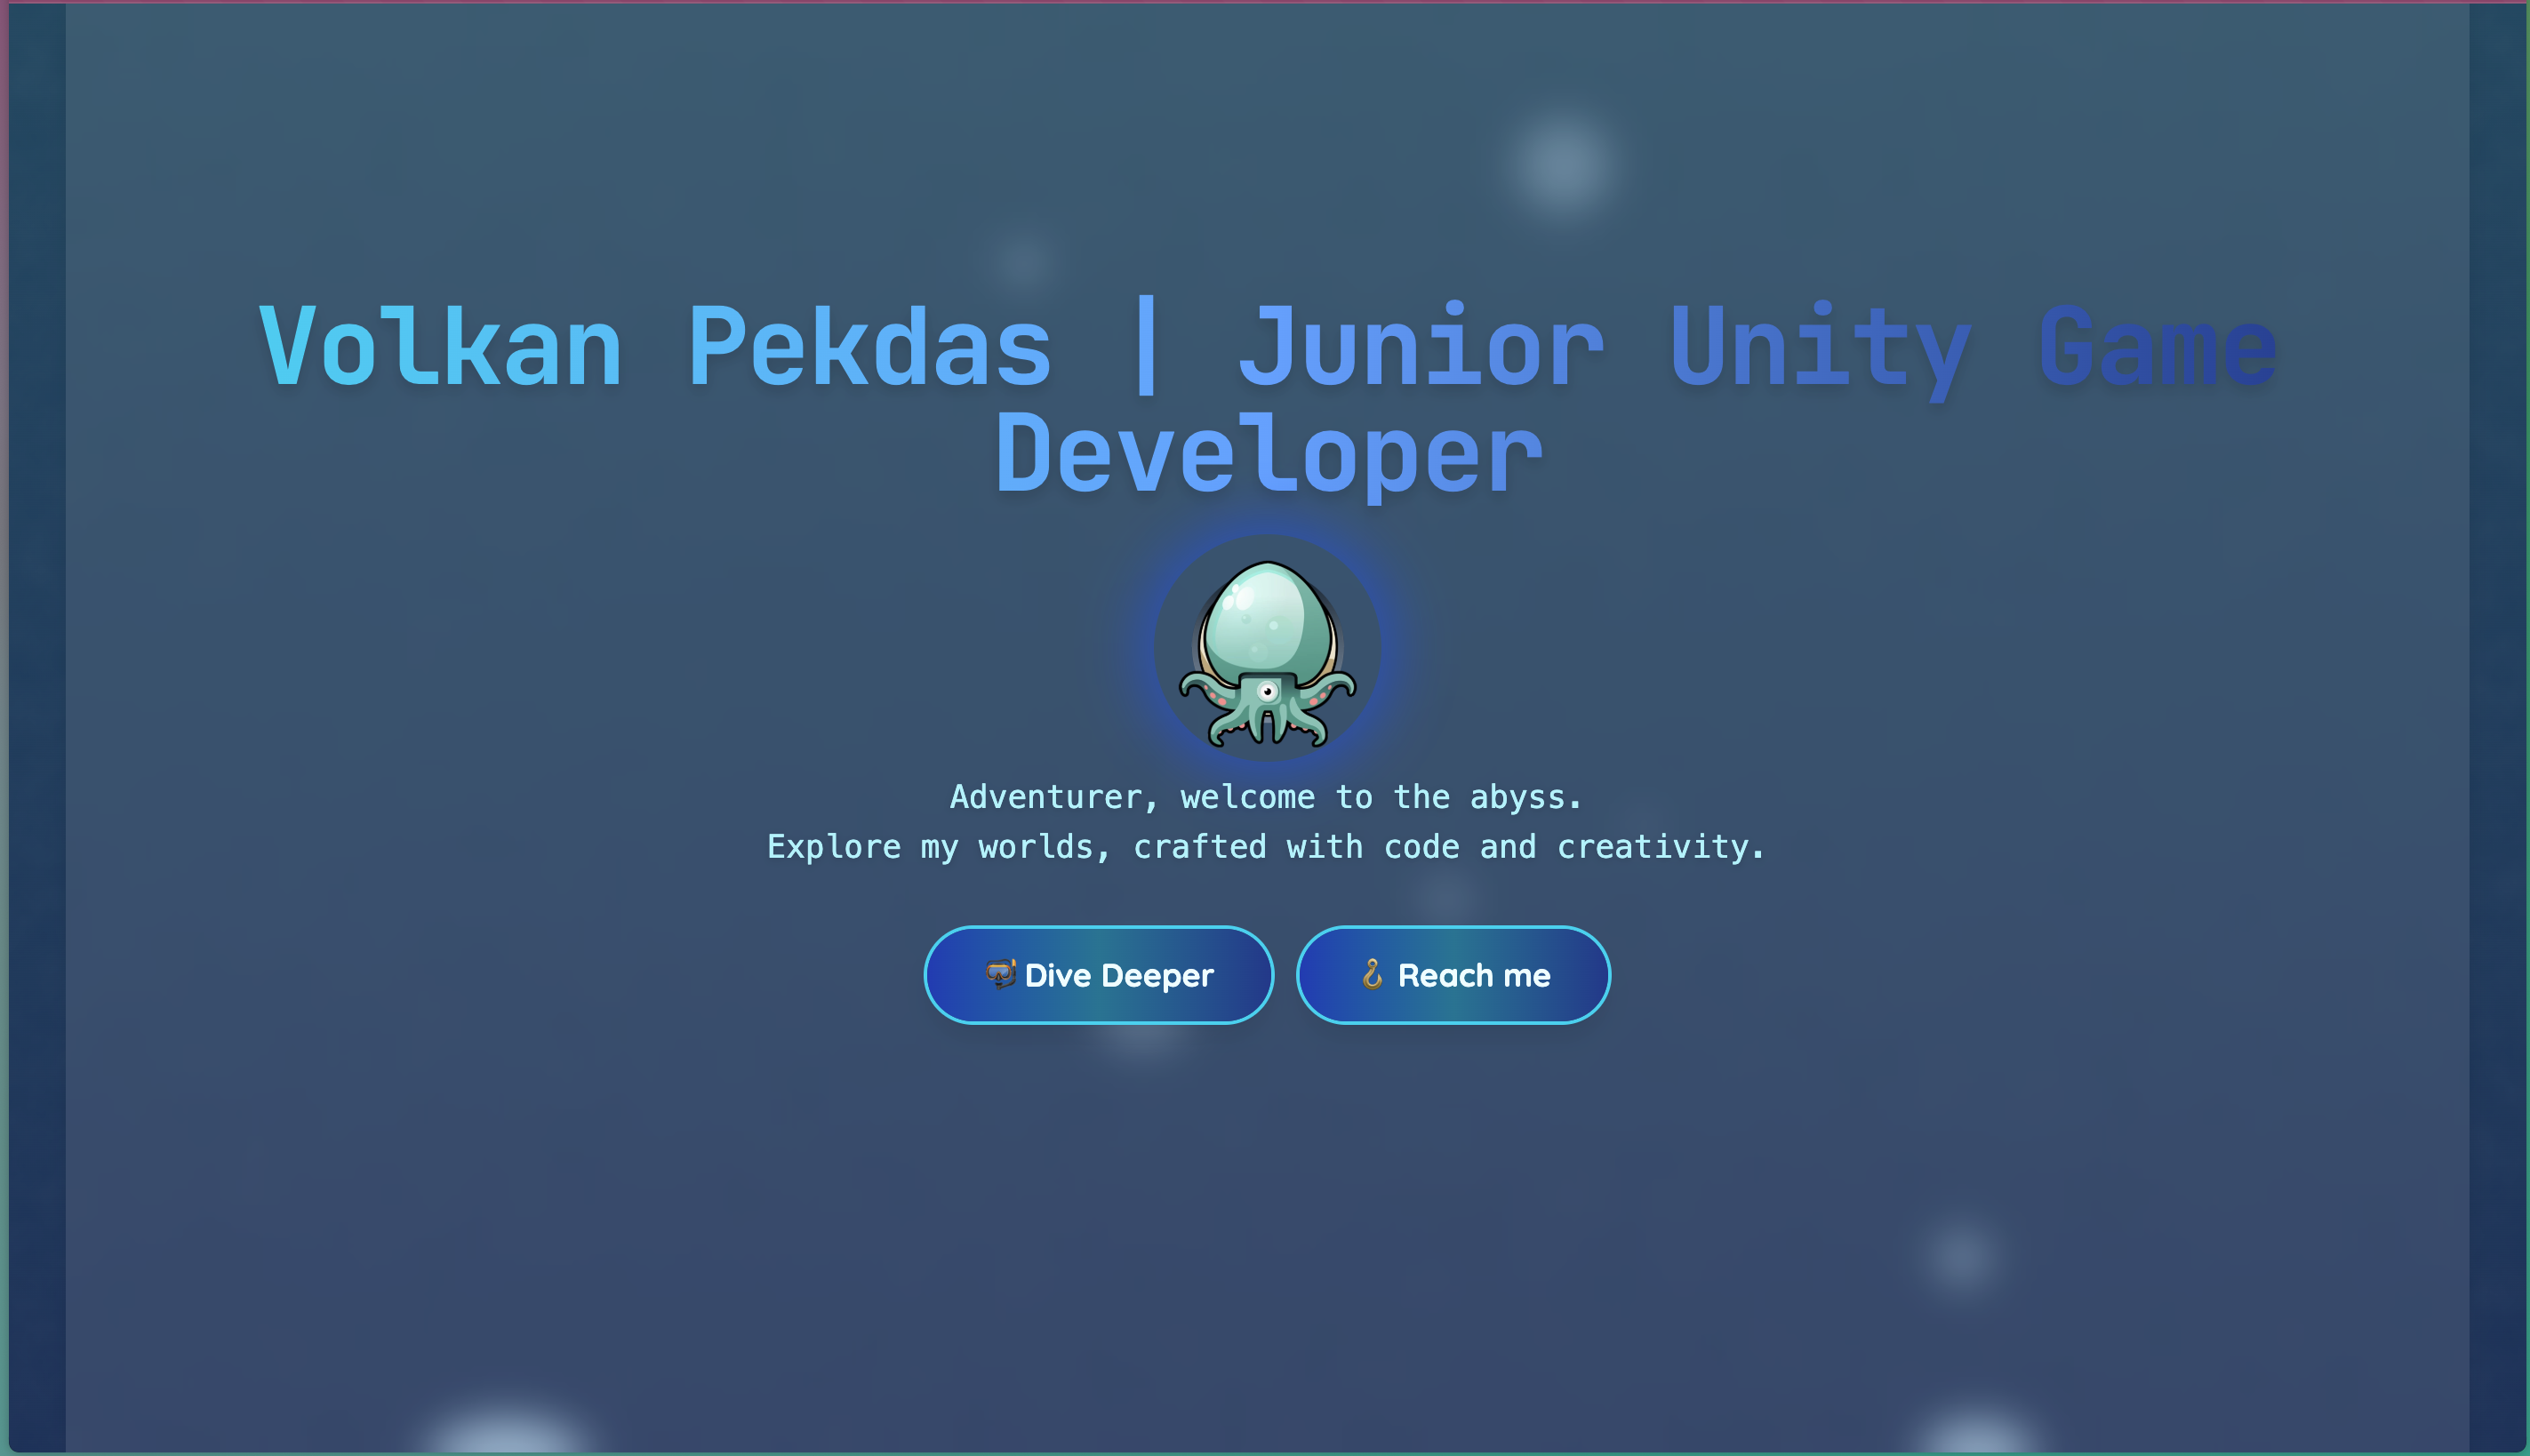 Volkan Pekdas | Junior Unity Game
Developer
Adventurer, welcome to the abyss.
Explore my worlds, crafted with code and creativity.
Dive Deeper
Reach me